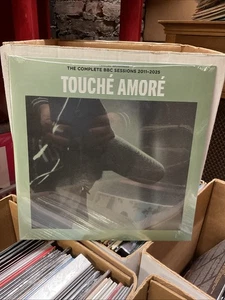 THE COMPLETE BBC SESSIONS 2011-2025
TOUCHÉ AMORÉ